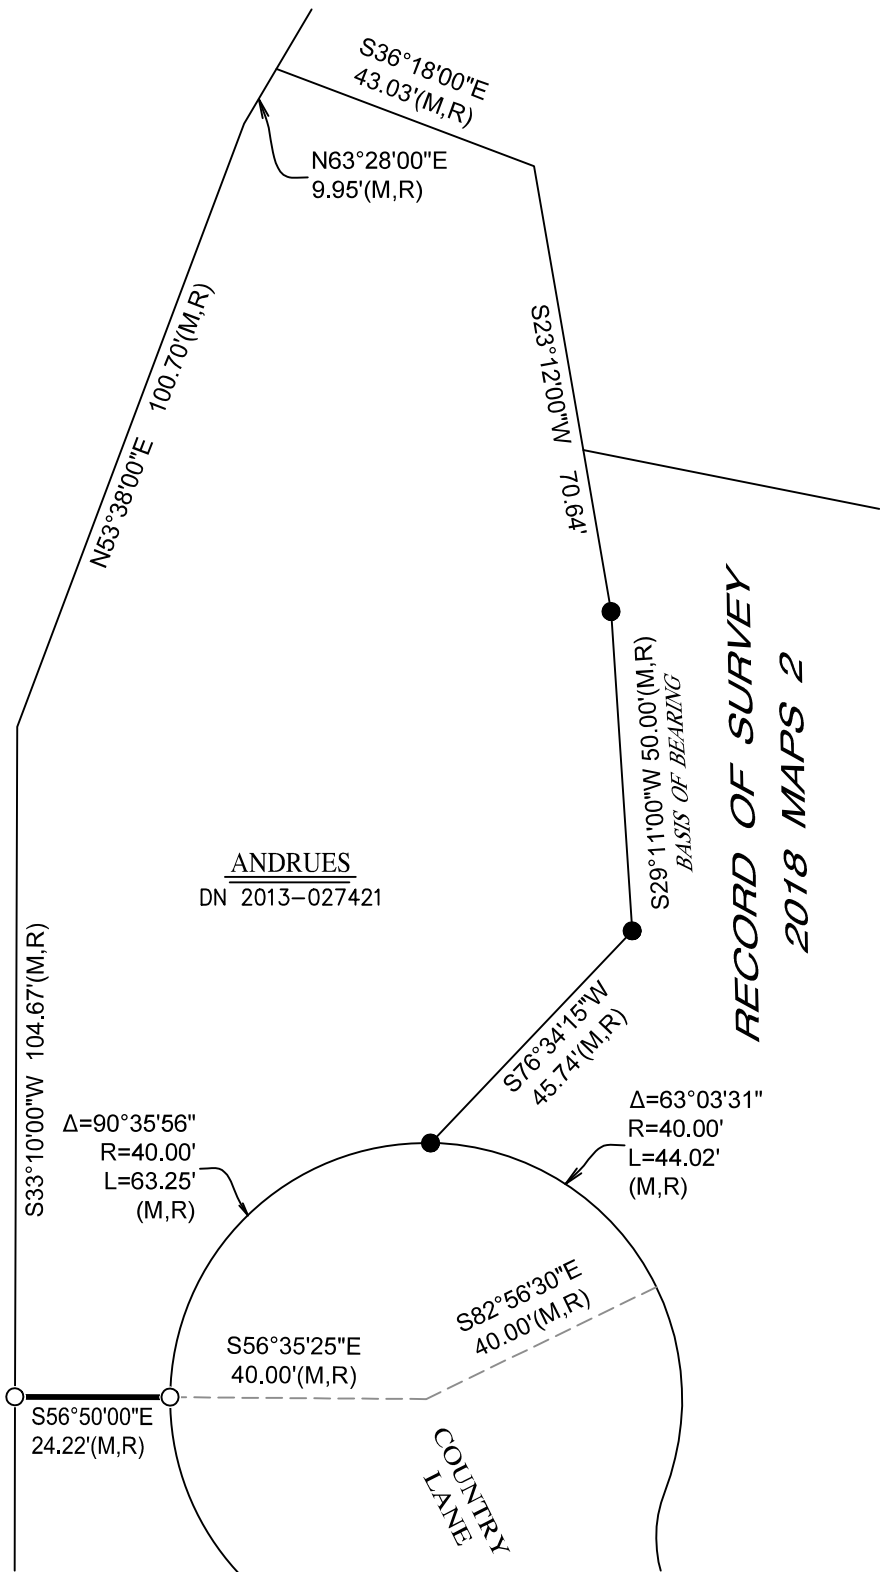 S36°18'00"E
43.03'(M,R)
N63°28'00"E
9.95'(M,R)
N53°38'00"E 100.70'(M,R)
S23°12'00"W 70.64'
S29°11'00"W 50.00'(M,R)
BASIS OF BEARING
RECORD OF SURVEY
2018 MAPS 2
ANDRUES
DN 2013-027421
S33°10'00"W 104.67'(M,R)
S76°34'15"W
45.74'(M,R)
Δ=90°35'56"
R=40.00'
L=63.25'
(M,R)
Δ=63°03'31"
R=40.00'
L=44.02'
(M,R)
S82°56'30"E
40.00'(M,R)
S56°35'25"E
40.00'(M,R)
S56°50'00"E
24.22'(M,R)
COUNTRY
LANE